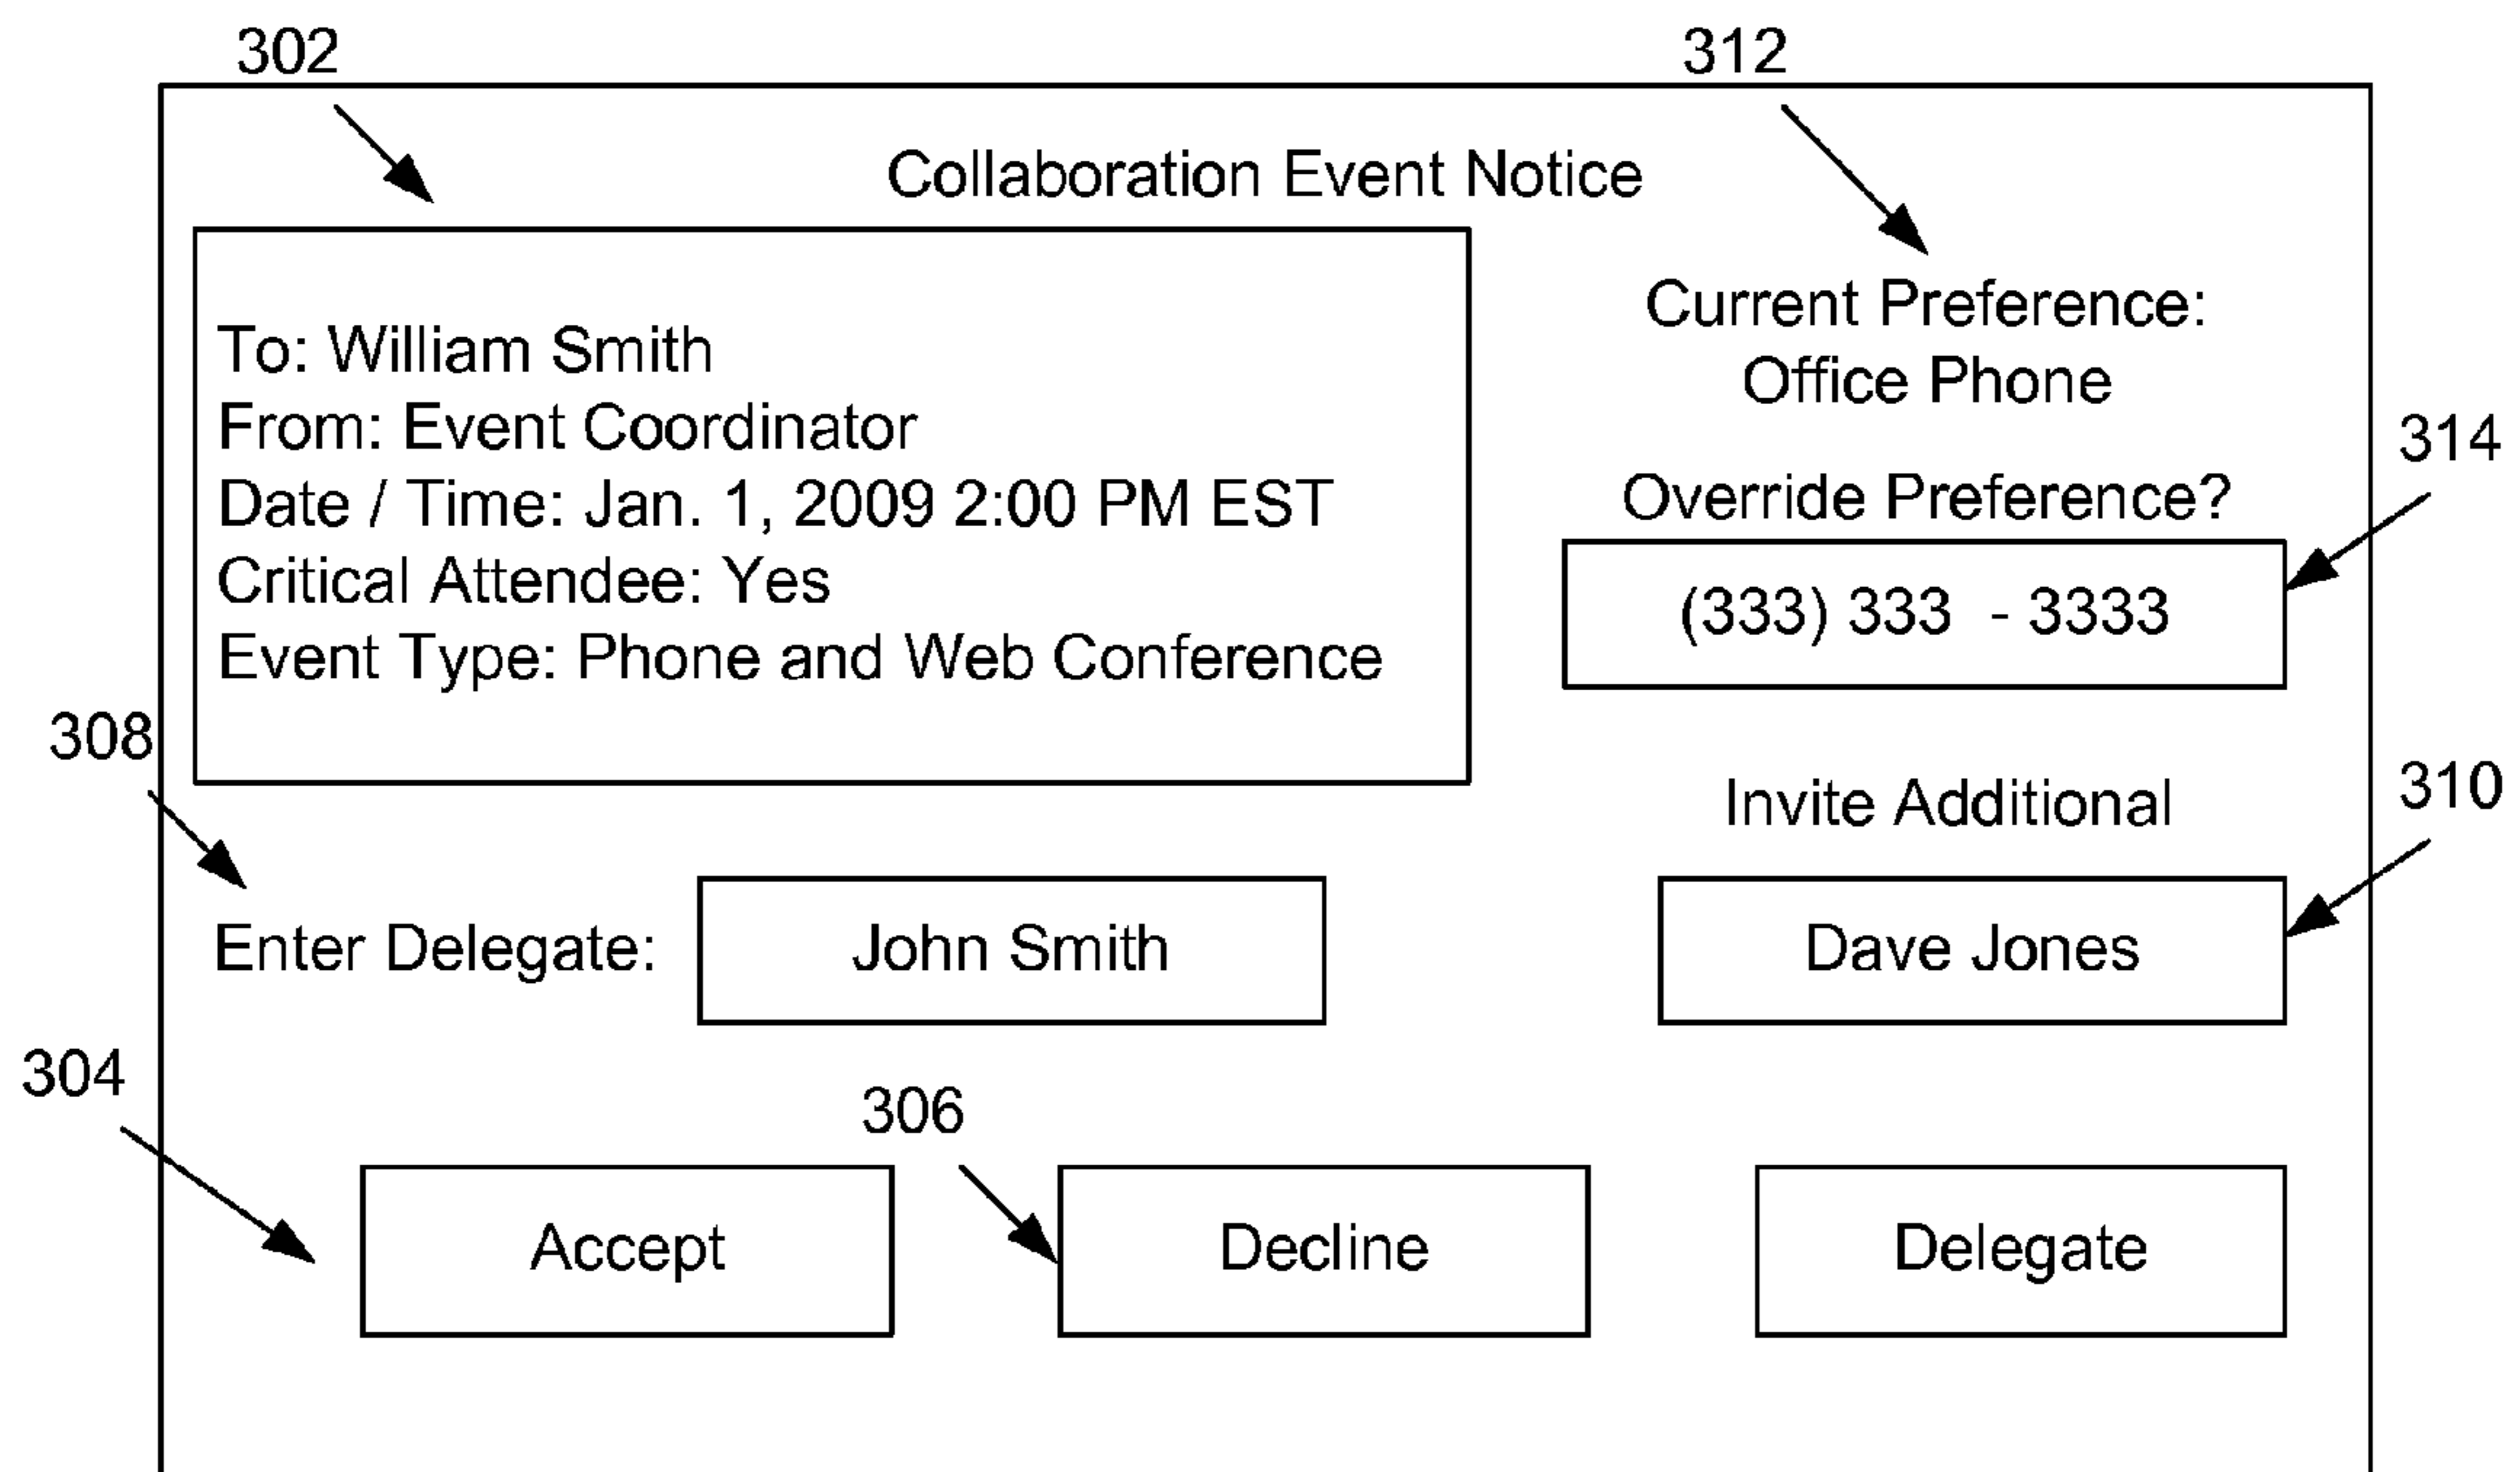 302
312
Collaboration Event Notice
To: William Smith
From: Event Coordinator
Date / Time: Jan. 1, 2009 2:00 PM EST
Critical Attendee: Yes
Event Type: Phone and Web Conference
Current Preference:
Office Phone
314
Override Preference?
(333) 333 - 3333
308
Invite Additional
310
Enter Delegate:
John Smith
Dave Jones
304
306
Accept
Decline
Delegate